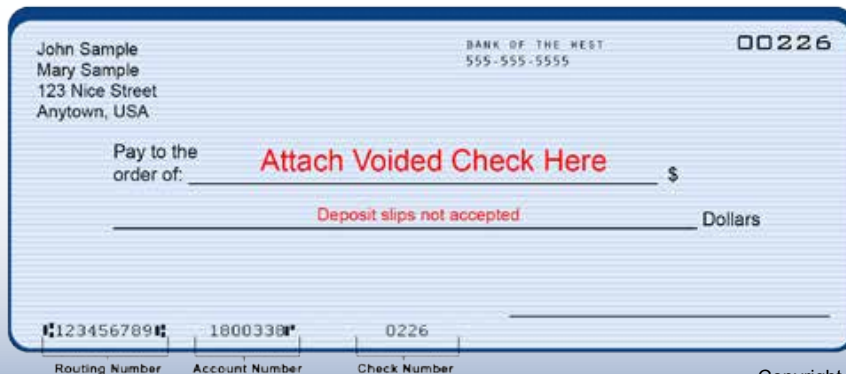 John Sample
Mary Sample
123 Nice Street
Anytown, USA
BANK OF THE WEST
555-555-5555
00226
Pay to the
order of: Attach Voided Check Here $
Deposit slips not accepted Dollars
⑆123456789⑆ 1800338⑈ 0226
Routing Number Account Number Check Number
Copyright